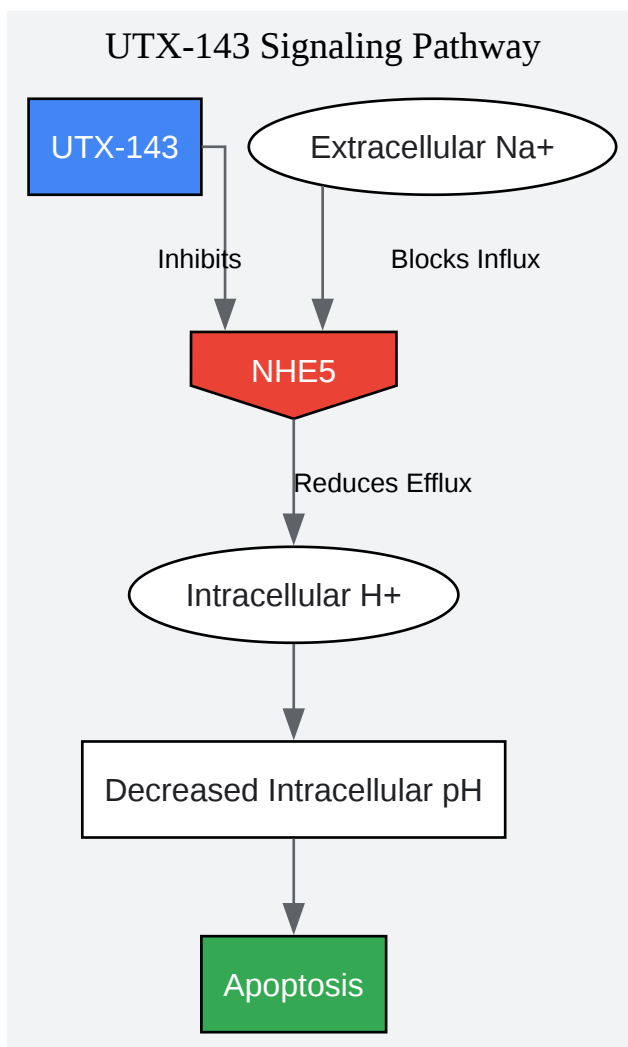 UTX-143 Signaling Pathway
UTX-143
Extracellular Na+
Inhibits
Blocks Influx
NHE5
Reduces Efflux
Intracellular H+
Decreased Intracellular pH
Apoptosis